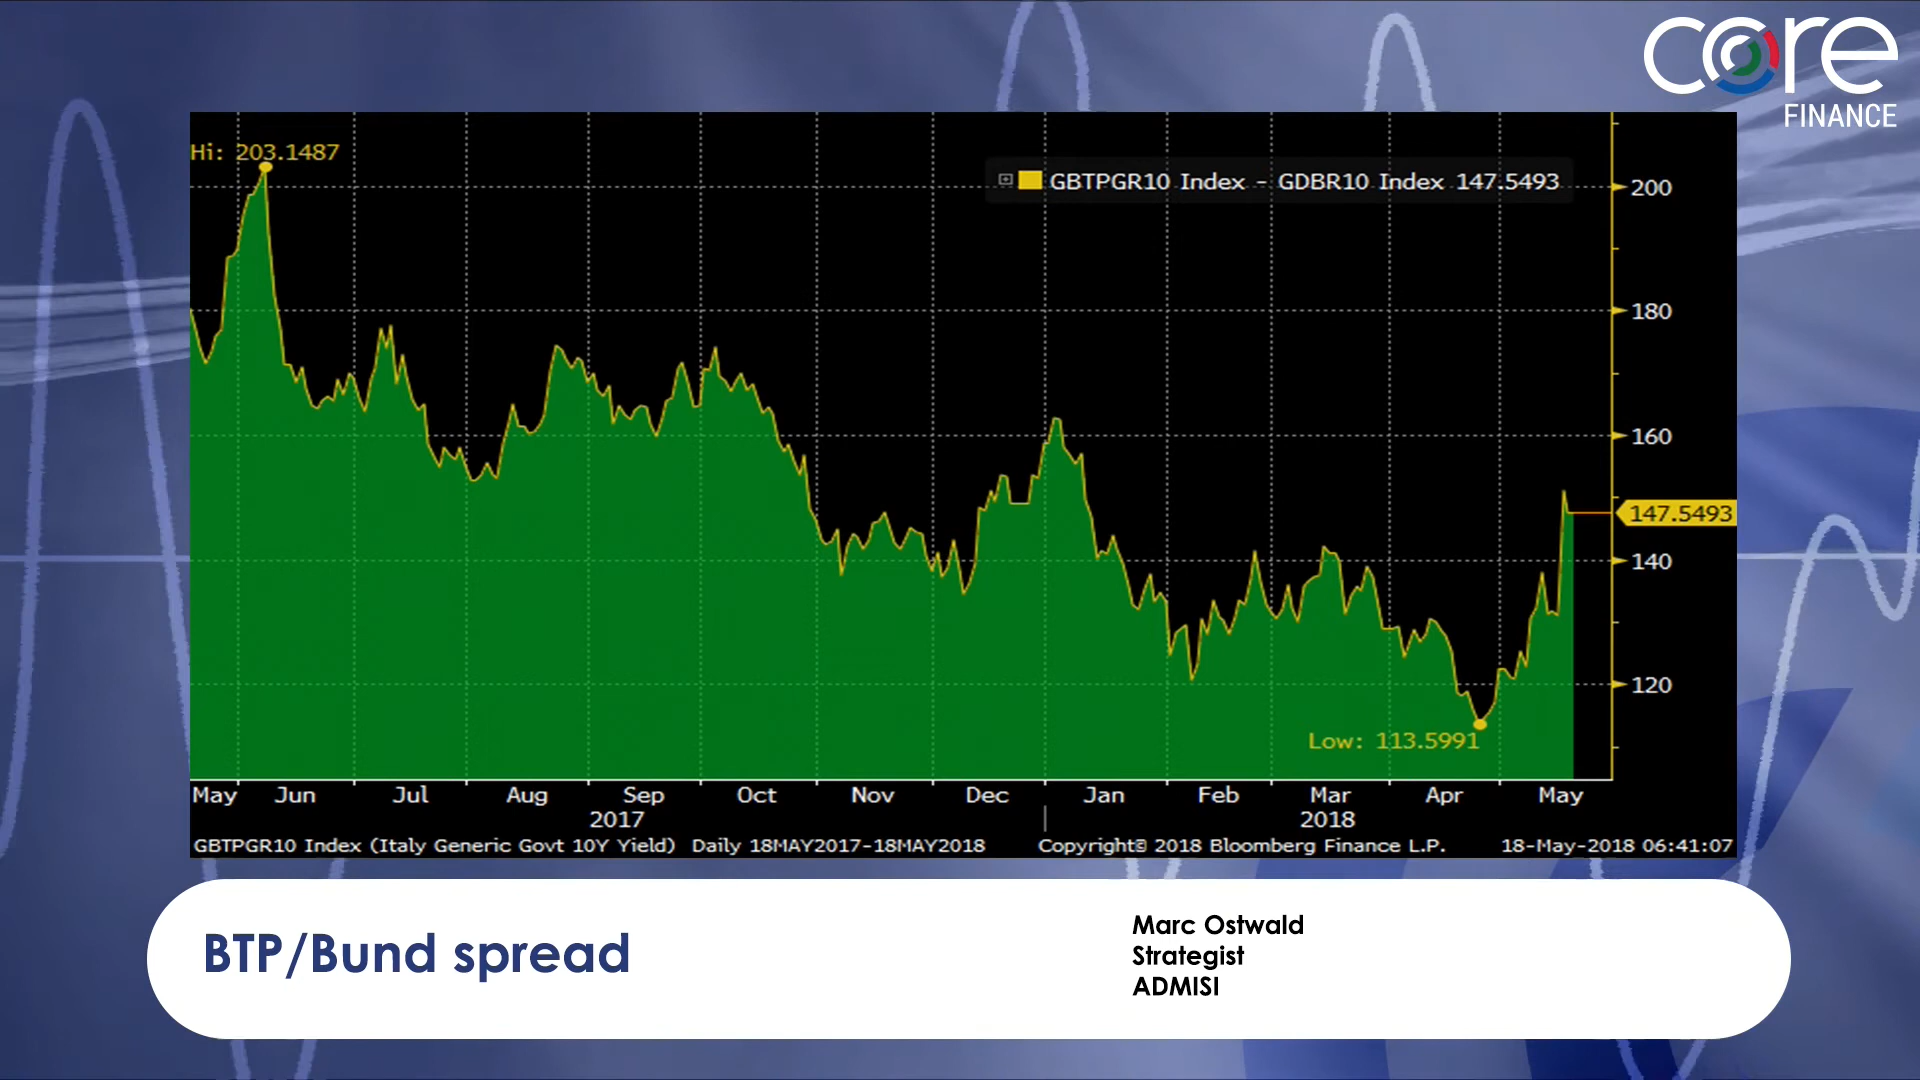 core
FINANCE
Hi: 203.1487
GBTPGR10 Index - GDBR10 Index 147.5493
200
180
160
147.5493
140
120
Low: 113.5991
May Jun Jul Aug Sep Oct Nov Dec Jan Feb Mar Apr May
2017 2018
GBTPGR10 Index (Italy Generic Govt 10Y Yield) Daily 18MAY2017-18MAY2018 Copyright© 2018 Bloomberg Finance L.P. 18-May-2018 06:41:07
BTP/Bund spread
Marc Ostwald
Strategist
ADMISI